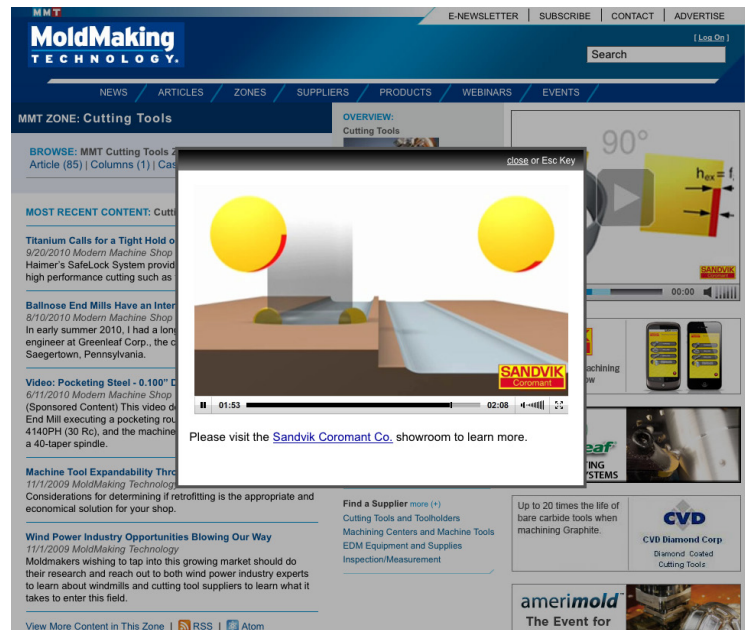 MMT
MoldMaking
TECHNOLOGY.
E-NEWSLETTER | SUBSCRIBE | CONTACT | ADVERTISE
[ Log On ]
Search
NEWS / ARTICLES / ZONES / SUPPLIERS / PRODUCTS / WEBINARS / EVENTS /
MMT ZONE: Cutting Tools
BROWSE: MMT Cutting Tools
Article (85) | Columns (1) |
MOST RECENT CONTENT:
Titanium Calls for a Tight Hold
9/20/2010 Modern Machine Shop
Haimer's SafeLock System
high performance cutting such as
Ballnose End Mills Have an
8/10/2010 Modern Machine Shop
In early summer 2010, I had a
engineer at Greenleaf Corp., the
Saegertown, Pennsylvania.
Video: Pocketing Steel - 0.100"
6/11/2010 Modern Machine Shop
(Sponsored Content) This video
End Mill executing a pocketing
4140PH (30 Rc), and the machine
a 40-taper spindle.
Machine Tool Expandability
11/1/2009 MoldMaking Technology
Considerations for determining if retrofitting is the appropriate and
economical solution for your shop.
Wind Power Industry Opportunities Blowing Our Way
11/1/2009 MoldMaking Technology
Moldmakers wishing to tap into this growing market should do
their research and reach out to both wind power industry experts
to learn about windmills and cutting tool suppliers to learn what it
takes to enter this field.
View More Content in This Zone | RSS | Atom
OVERVIEW:
Cutting Tools
close or Esc Key
SANDVIK
Coromant
01:53
02:08
Please visit the Sandvik Coromant Co. showroom to learn more.
Find a Supplier more (+)
Cutting Tools and Toolholders
Machining Centers and Machine Tools
EDM Equipment and Supplies
Inspection/Measurement
90°
hex = f
SANDVIK
00:00
Up to 20 times the life of
bare carbide tools when
machining Graphite.
CVD
CVD Diamond Corp
Diamond Coated
Cutting Tools
amerimold
The Event for